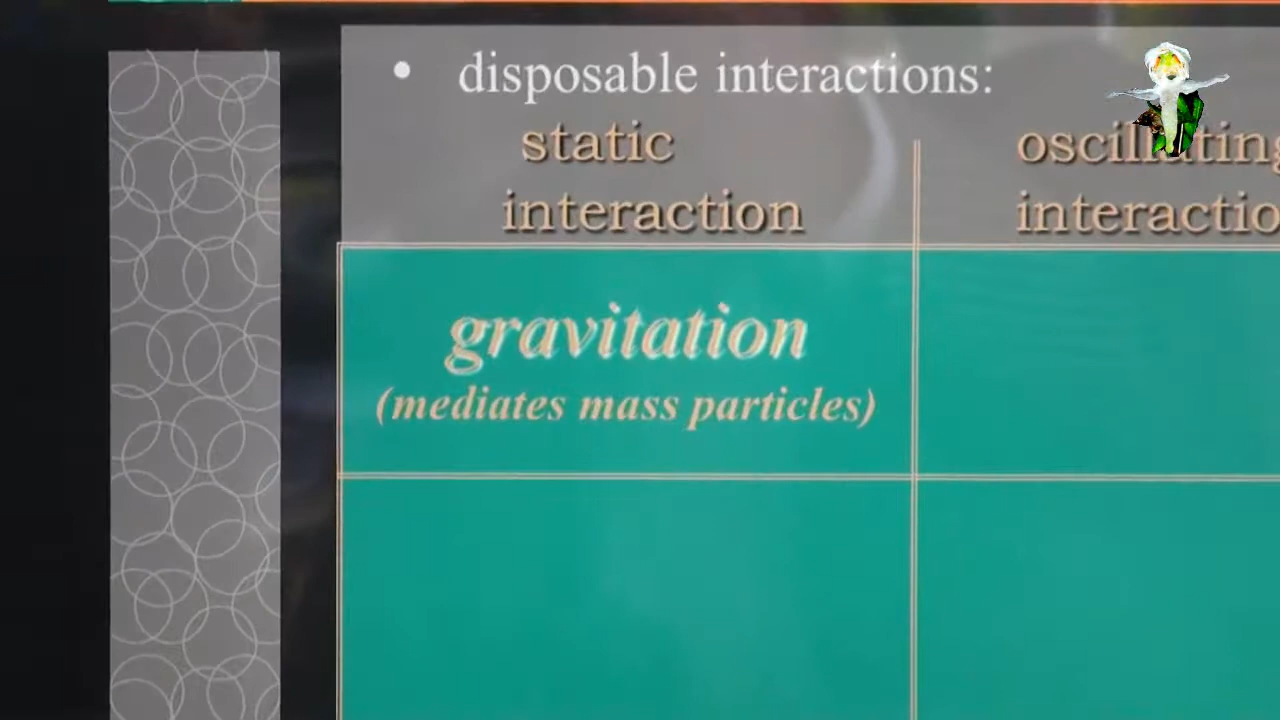 • disposable interactions:
static
interaction
gravitation
(mediates mass particles)